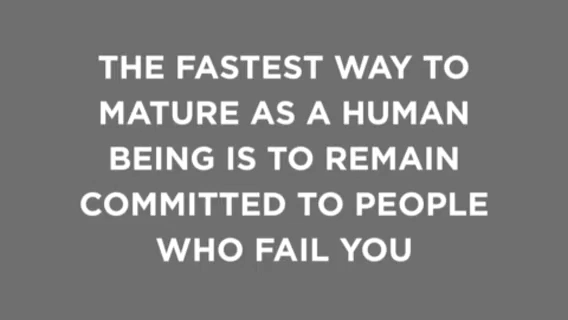 THE FASTEST WAY TO
MATURE AS A HUMAN
BEING IS TO REMAIN
COMMITTED TO PEOPLE
WHO FAIL YOU